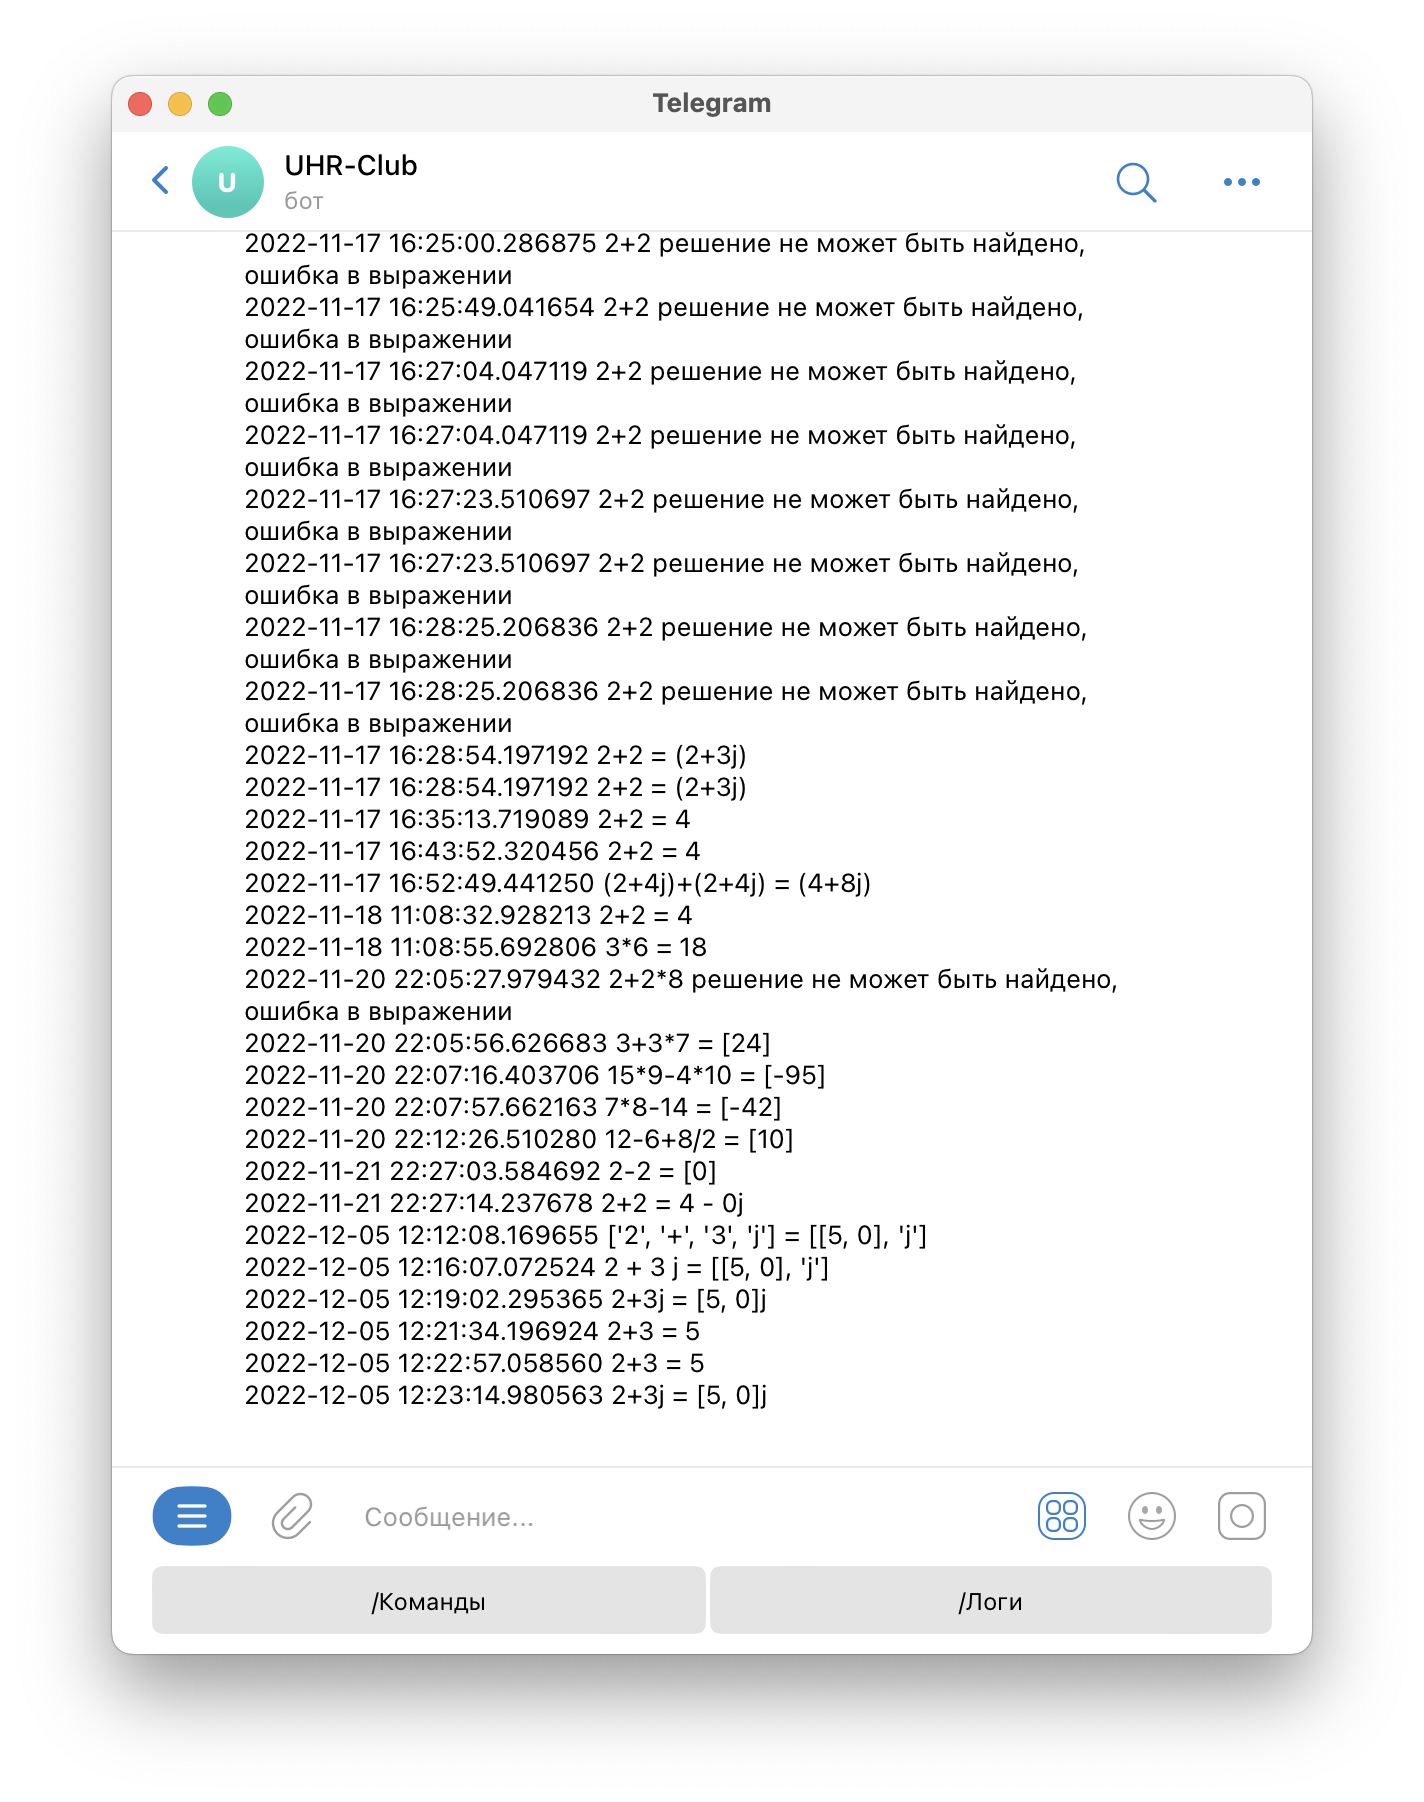 Telegram
U
UHR-Club
бот
2022-11-17 16:25:00.286875 2+2 решение не может быть найдено,
ошибка в выражении
2022-11-17 16:25:49.041654 2+2 решение не может быть найдено,
ошибка в выражении
2022-11-17 16:27:04.047119 2+2 решение не может быть найдено,
ошибка в выражении
2022-11-17 16:27:04.047119 2+2 решение не может быть найдено,
ошибка в выражении
2022-11-17 16:27:23.510697 2+2 решение не может быть найдено,
ошибка в выражении
2022-11-17 16:27:23.510697 2+2 решение не может быть найдено,
ошибка в выражении
2022-11-17 16:28:25.206836 2+2 решение не может быть найдено,
ошибка в выражении
2022-11-17 16:28:25.206836 2+2 решение не может быть найдено,
ошибка в выражении
2022-11-17 16:28:54.197192 2+2 = (2+3j)
2022-11-17 16:28:54.197192 2+2 = (2+3j)
2022-11-17 16:35:13.719089 2+2 = 4
2022-11-17 16:43:52.320456 2+2 = 4
2022-11-17 16:52:49.441250 (2+4j)+(2+4j) = (4+8j)
2022-11-18 11:08:32.928213 2+2 = 4
2022-11-18 11:08:55.692806 3*6 = 18
2022-11-20 22:05:27.979432 2+2*8 решение не может быть найдено,
ошибка в выражении
2022-11-20 22:05:56.626683 3+3*7 = [24]
2022-11-20 22:07:16.403706 15*9-4*10 = [-95]
2022-11-20 22:07:57.662163 7*8-14 = [-42]
2022-11-20 22:12:26.510280 12-6+8/2 = [10]
2022-11-21 22:27:03.584692 2-2 = [0]
2022-11-21 22:27:14.237678 2+2 = 4 - 0j
2022-12-05 12:12:08.169655 ['2', '+', '3', 'j'] = [[5, 0], 'j']
2022-12-05 12:16:07.072524 2 + 3 j = [[5, 0], 'j']
2022-12-05 12:19:02.295365 2+3j = [5, 0]j
2022-12-05 12:21:34.196924 2+3 = 5
2022-12-05 12:22:57.058560 2+3 = 5
2022-12-05 12:23:14.980563 2+3j = [5, 0]j
Сообщение...
/Команды
/Логи